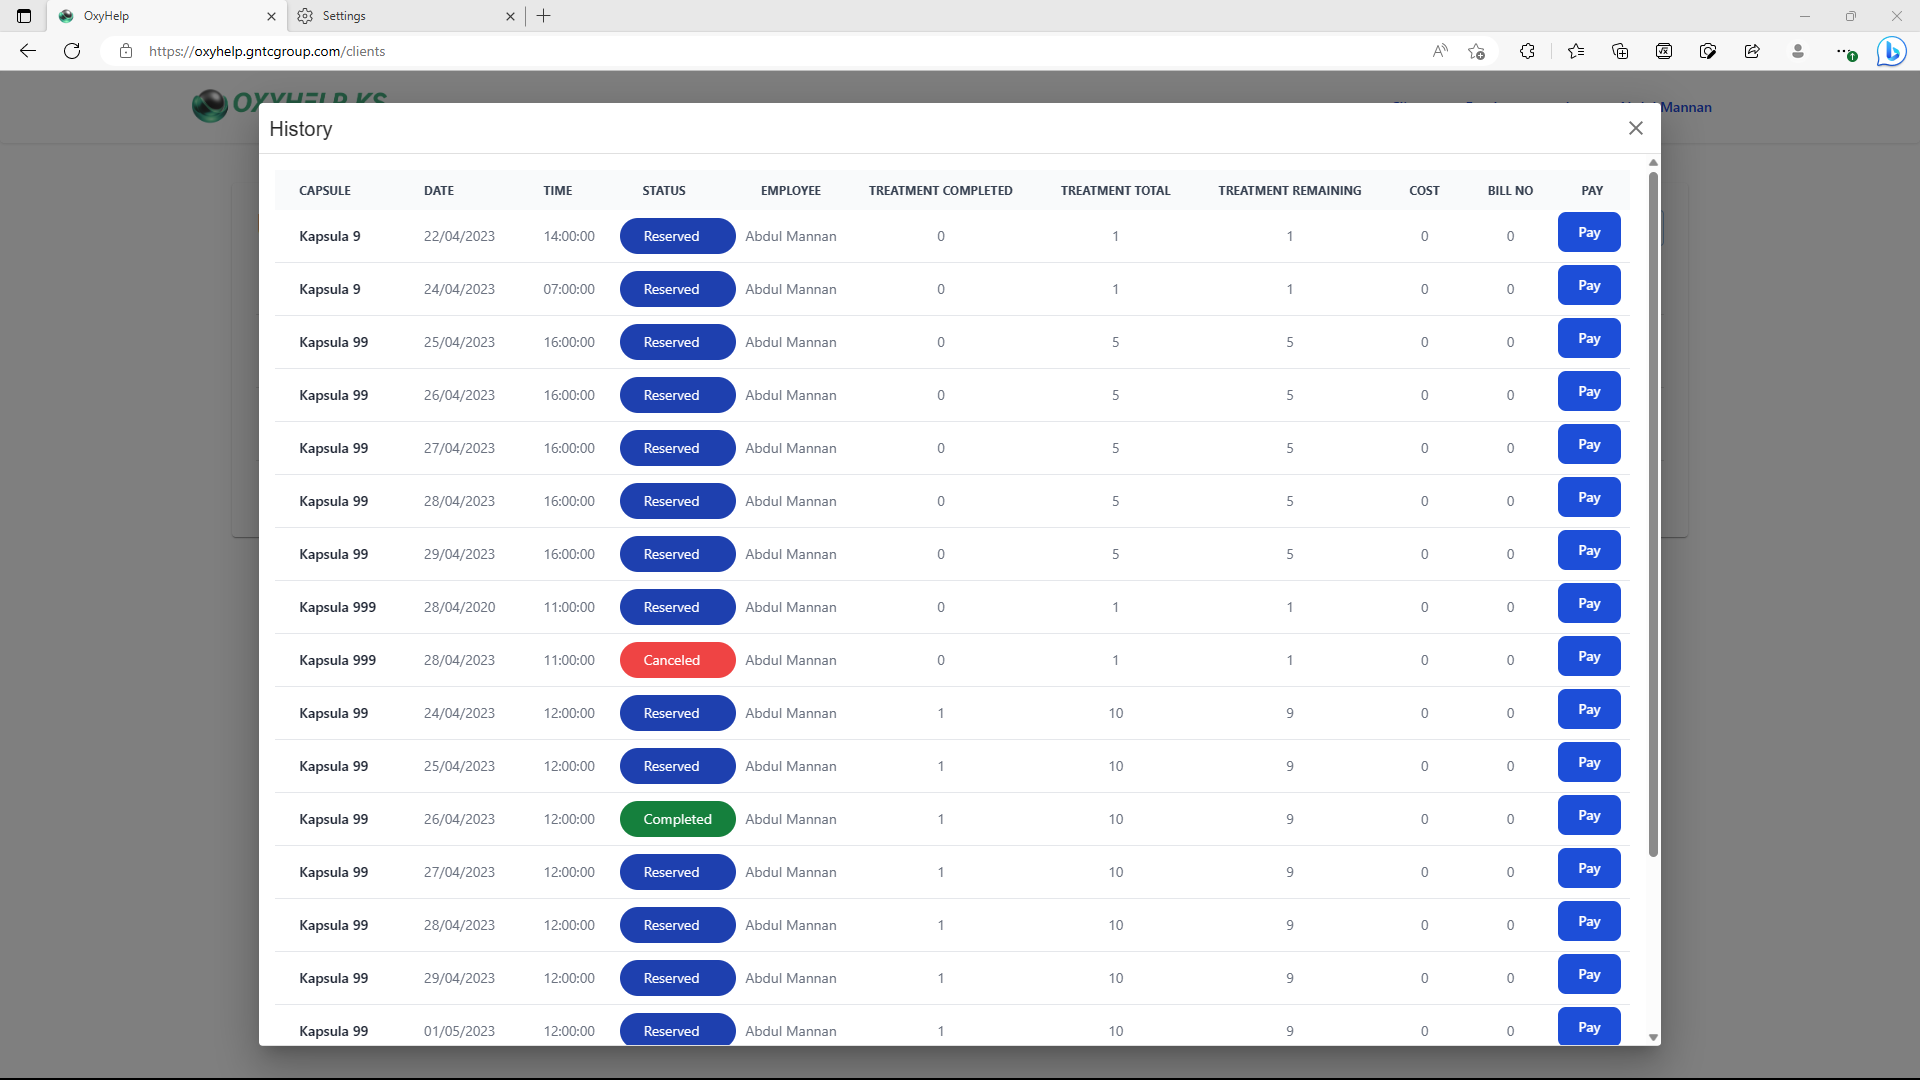 OxyHelp
Settings
https://oxyhelp.gntcgroup.com/clients
OXYHELP KS
Mannan
History
CAPSULE DATE TIME STATUS EMPLOYEE TREATMENT COMPLETED TREATMENT TOTAL TREATMENT REMAINING COST BILL NO PAY
Kapsula 9 22/04/2023 14:00:00 Reserved Abdul Mannan 0 1 1 0 0 Pay
Kapsula 9 24/04/2023 07:00:00 Reserved Abdul Mannan 0 1 1 0 0 Pay
Kapsula 99 25/04/2023 16:00:00 Reserved Abdul Mannan 0 5 5 0 0 Pay
Kapsula 99 26/04/2023 16:00:00 Reserved Abdul Mannan 0 5 5 0 0 Pay
Kapsula 99 27/04/2023 16:00:00 Reserved Abdul Mannan 0 5 5 0 0 Pay
Kapsula 99 28/04/2023 16:00:00 Reserved Abdul Mannan 0 5 5 0 0 Pay
Kapsula 99 29/04/2023 16:00:00 Reserved Abdul Mannan 0 5 5 0 0 Pay
Kapsula 999 28/04/2020 11:00:00 Reserved Abdul Mannan 0 1 1 0 0 Pay
Kapsula 999 28/04/2023 11:00:00 Canceled Abdul Mannan 0 1 1 0 0 Pay
Kapsula 99 24/04/2023 12:00:00 Reserved Abdul Mannan 1 10 9 0 0 Pay
Kapsula 99 25/04/2023 12:00:00 Reserved Abdul Mannan 1 10 9 0 0 Pay
Kapsula 99 26/04/2023 12:00:00 Completed Abdul Mannan 1 10 9 0 0 Pay
Kapsula 99 27/04/2023 12:00:00 Reserved Abdul Mannan 1 10 9 0 0 Pay
Kapsula 99 28/04/2023 12:00:00 Reserved Abdul Mannan 1 10 9 0 0 Pay
Kapsula 99 29/04/2023 12:00:00 Reserved Abdul Mannan 1 10 9 0 0 Pay
Kapsula 99 01/05/2023 12:00:00 Reserved Abdul Mannan 1 10 9 0 0 Pay